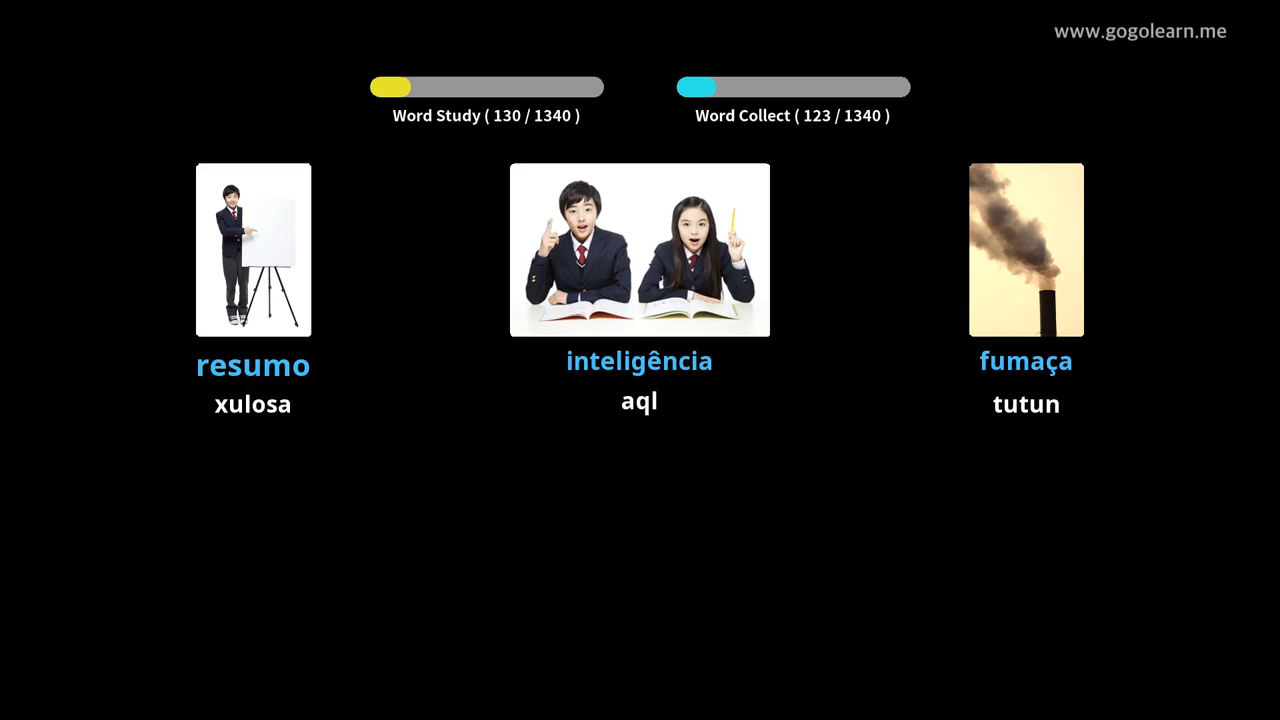 www.gogolearn.me
Word Study ( 130 / 1340 )
Word Collect ( 123 / 1340 )
resumo
xulosa
inteligência
aql
fumaça
tutun